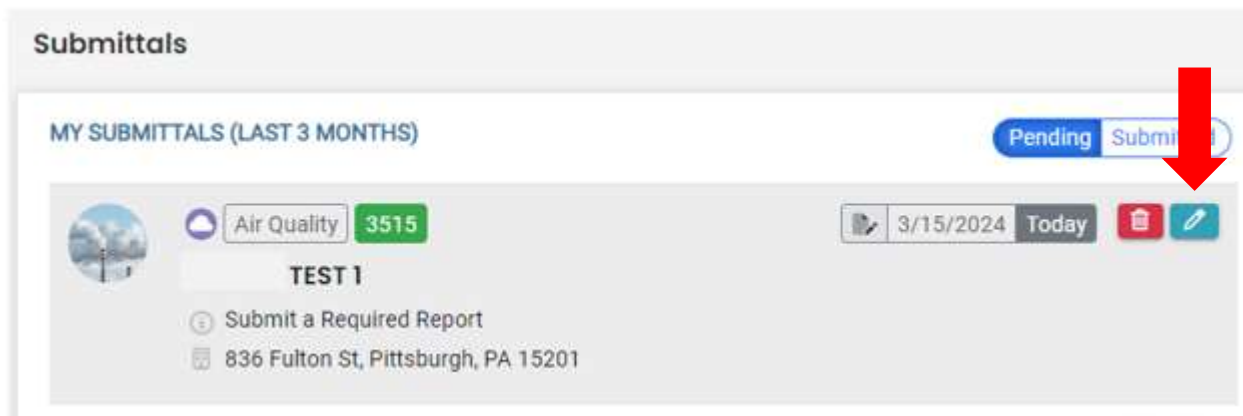 Submittals
MY SUBMITTALS (LAST 3 MONTHS)
Pending
Air Quality 3515 3/15/2024 Today
TEST 1
Submit a Required Report
836 Fulton St, Pittsburgh, PA 15201